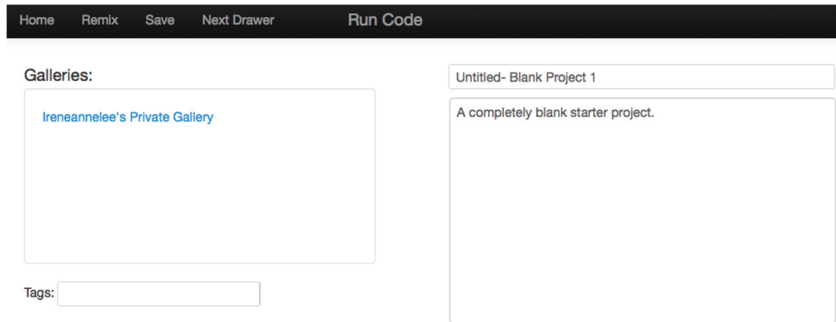 Home Remix Save Next Drawer Run Code
Galleries:
Ireneannelee's Private Gallery
Tags:
Untitled- Blank Project 1
A completely blank starter project.